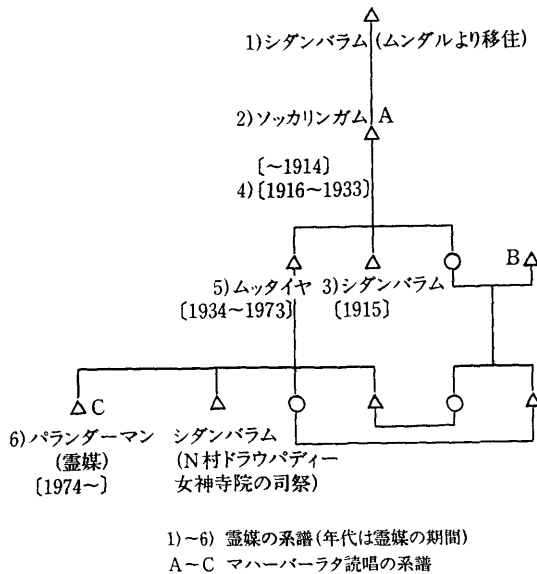 1)シダンバラム(ムンダルより移住)
2)ソッカリンガム A
〔～1914〕
4)〔1916～1933〕
B
5)ムッタイヤ 3)シダンバラム
〔1934～1973〕 〔1915〕
C
6)パランダーマン シダンバラム
(霊媒) (N村ドラウパディー
〔1974～〕 女神寺院の司祭)
1)～6) 霊媒の系譜(年代は霊媒の期間)
A～C マハーバーラタ読唱の系譜